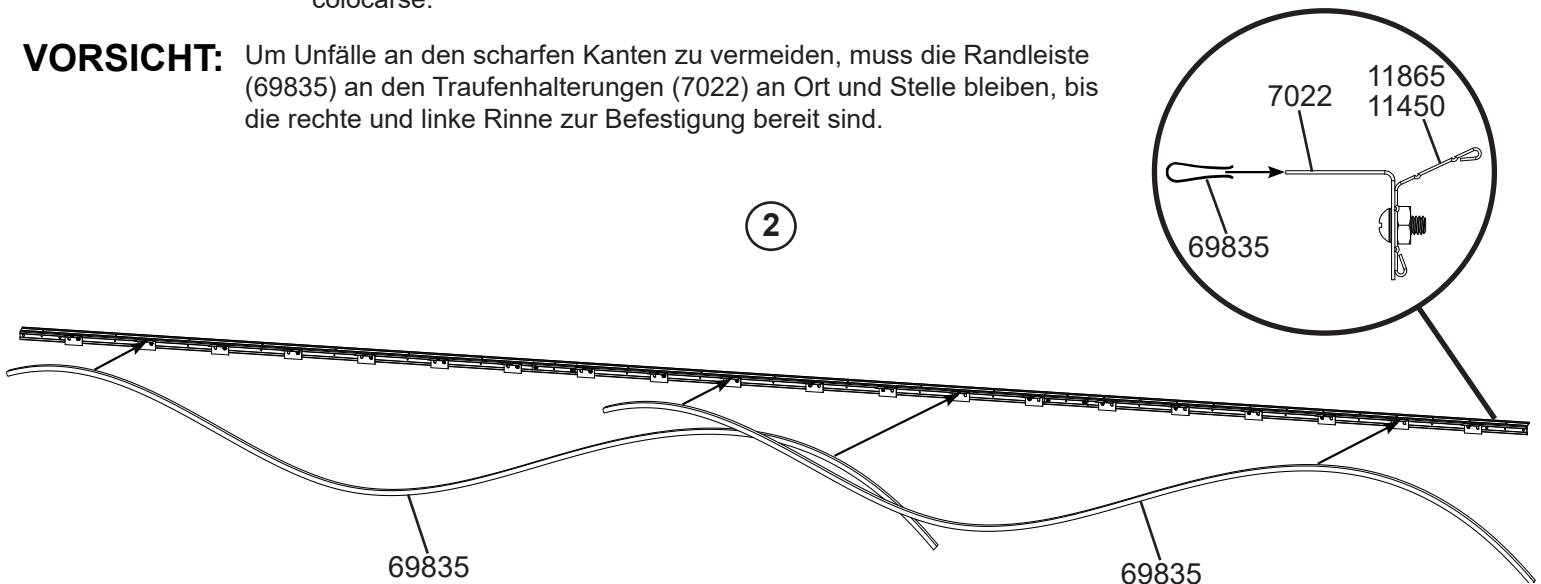 colocarse.
VORSICHT: Um Unfälle an den scharfen Kanten zu vermeiden, muss die Randleiste
(69835) an den Traufenhalterungen (7022) an Ort und Stelle bleiben, bis
die rechte und linke Rinne zur Befestigung bereit sind.
7022
11865
11450
69835
2
69835
69835